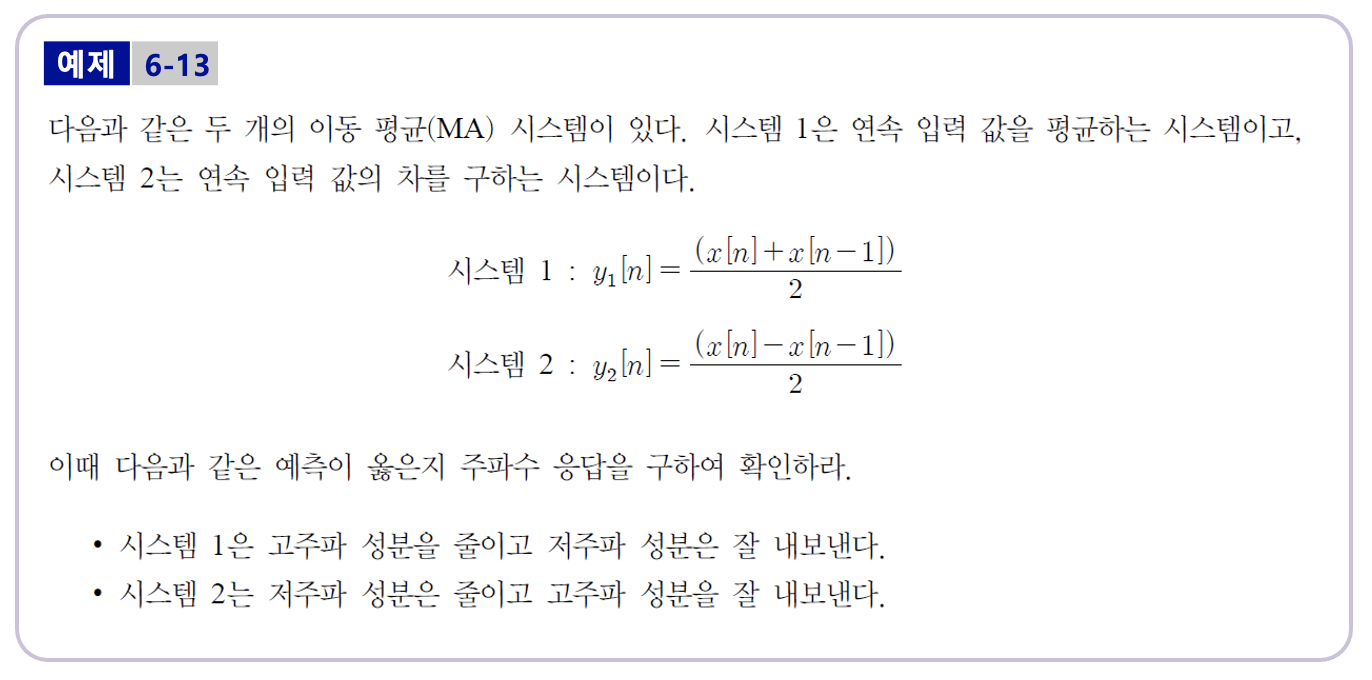 예제 6-13
다음과 같은 두 개의 이동 평균(MA) 시스템이 있다. 시스템 1은 연속 입력 값을 평균하는 시스템이고,
시스템 2는 연속 입력 값의 차를 구하는 시스템이다.
시스템 1 : y₁[n] = (x[n]+x[n-1]) / 2
시스템 2 : y₂[n] = (x[n]-x[n-1]) / 2
이때 다음과 같은 예측이 옳은지 주파수 응답을 구하여 확인하라.
• 시스템 1은 고주파 성분을 줄이고 저주파 성분은 잘 내보낸다.
• 시스템 2는 저주파 성분은 줄이고 고주파 성분을 잘 내보낸다.